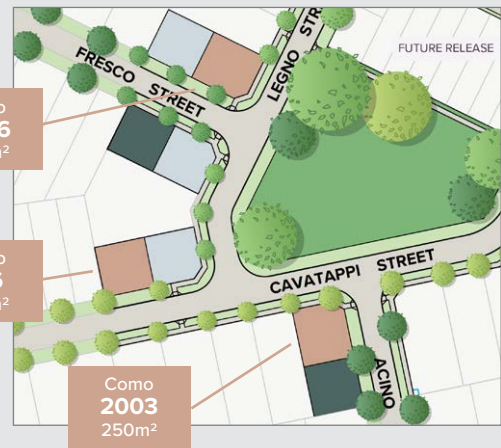 FUTURE RELEASE
FRESCO STREET
LEGNO
CAVATAPPI STREET
ACINO
Como
2003
250m²